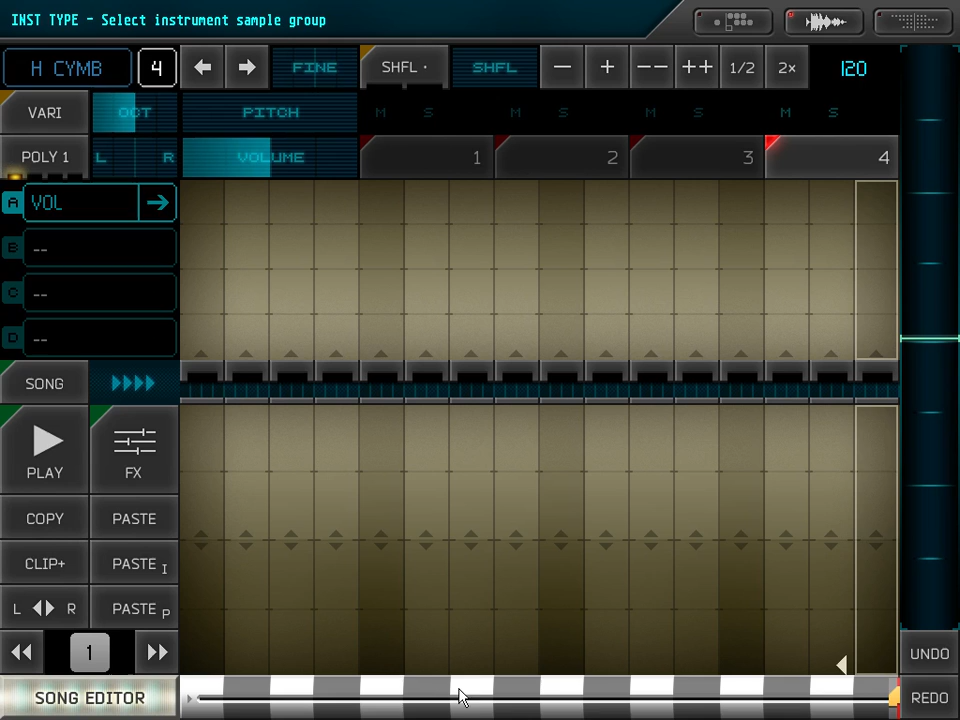 INST TYPE - Select instrument sample group
H CYMB 4 FINE SHFL · SHFL — + —— ++ 1/2 2× 120
VARI OCT PITCH M S M S M S M S
POLY 1 L R VOLUME 1 2 3 4
A VOL
B --
C --
D --
SONG
PLAY FX
COPY PASTE
CLIP+ PASTE I
L R PASTE P
1 UNDO
SONG EDITOR REDO